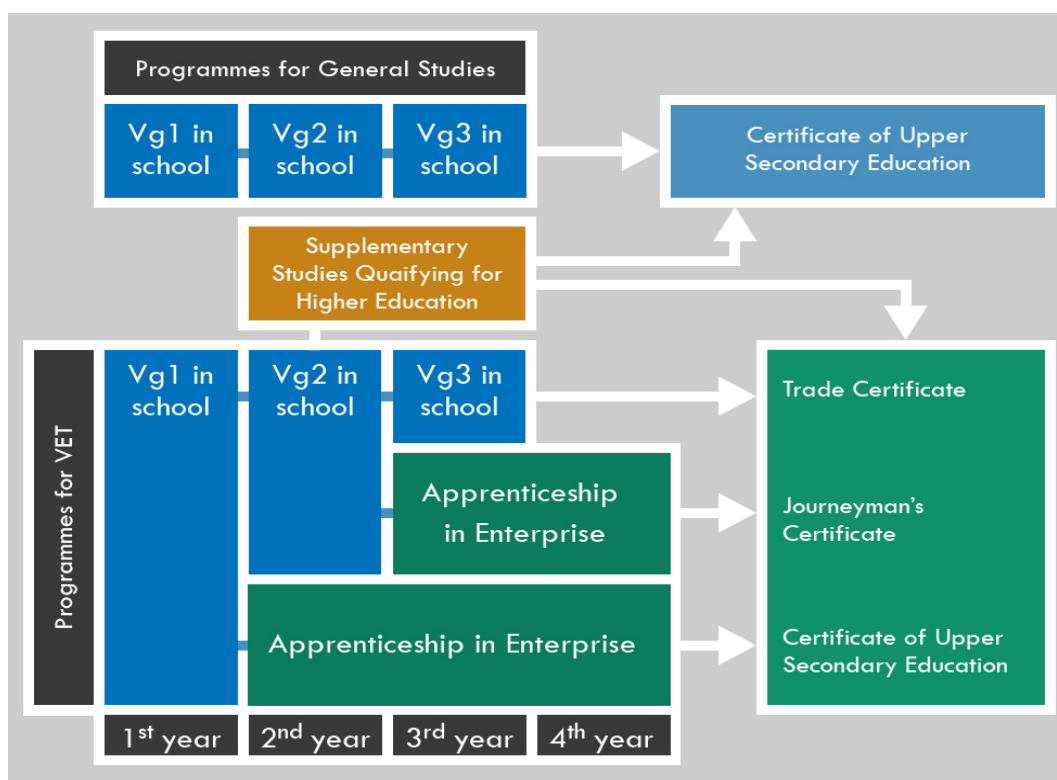 Programmes for General Studies
Vg1 in
school
Vg2 in
school
Vg3 in
school
Certificate of Upper
Secondary Education
Supplementary
Studies Quaifying for
Higher Education
Programmes for VET
Vg1 in
school
Vg2 in
school
Vg3 in
school
Trade Certificate
Apprenticeship
in Enterprise
Journeyman's
Certificate
Apprenticeship in Enterprise
Certificate of Upper
Secondary Education
1st year
2nd year
3rd year
4th year